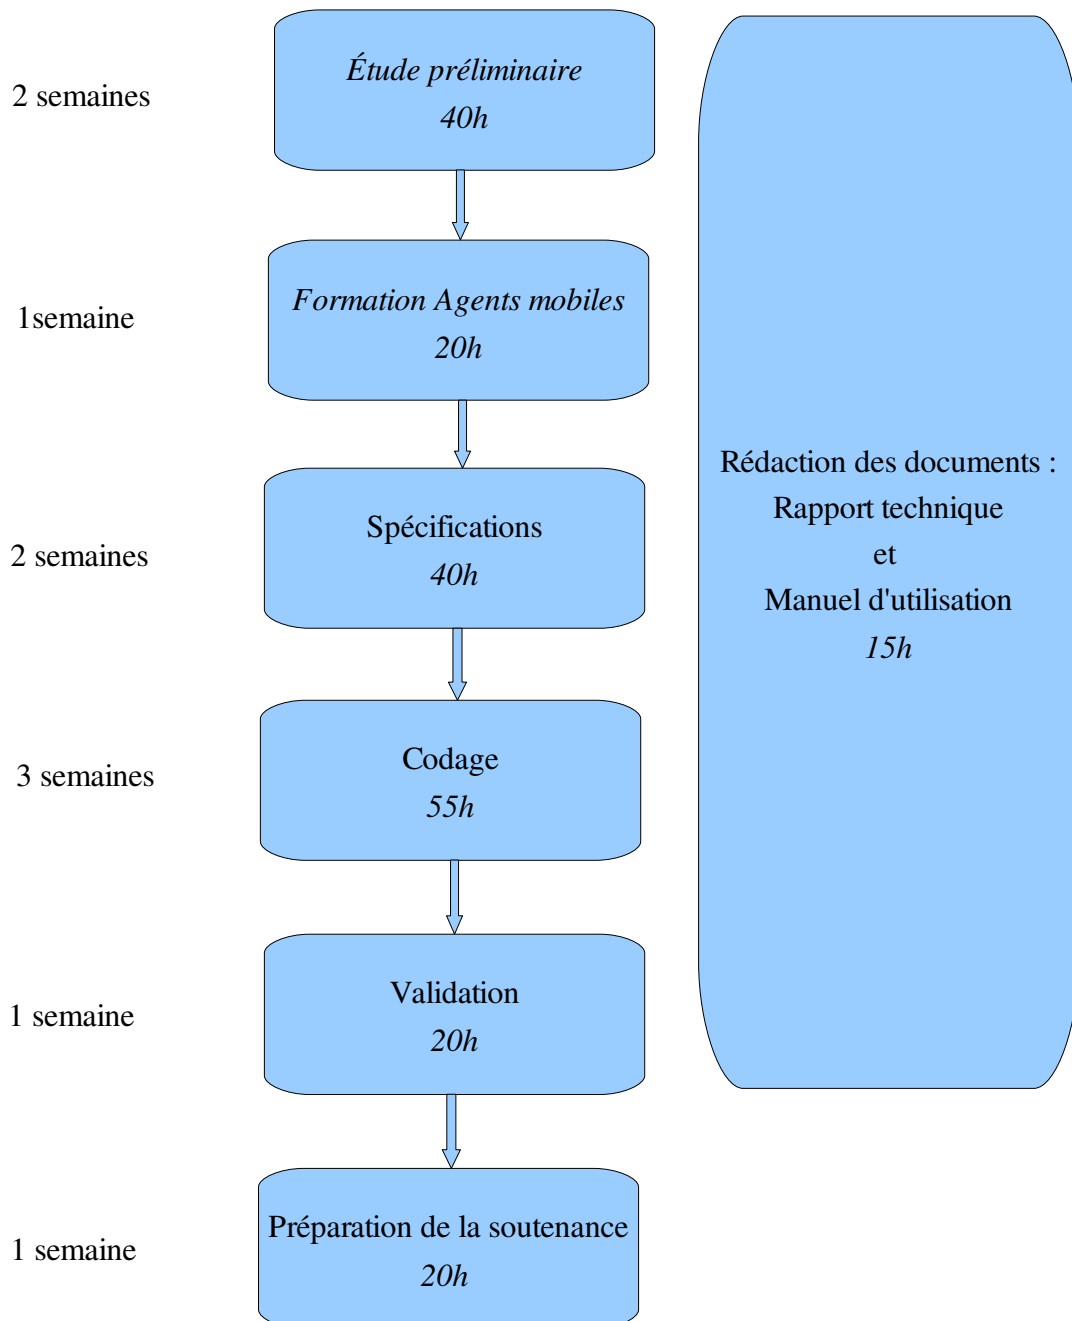 2 semaines
Étude préliminaire
40h
1semaine
Formation Agents mobiles
20h
2 semaines
Spécifications
40h
3 semaines
Codage
55h
1 semaine
Validation
20h
1 semaine
Préparation de la soutenance
20h
Rédaction des documents :
Rapport technique
et
Manuel d'utilisation
15h